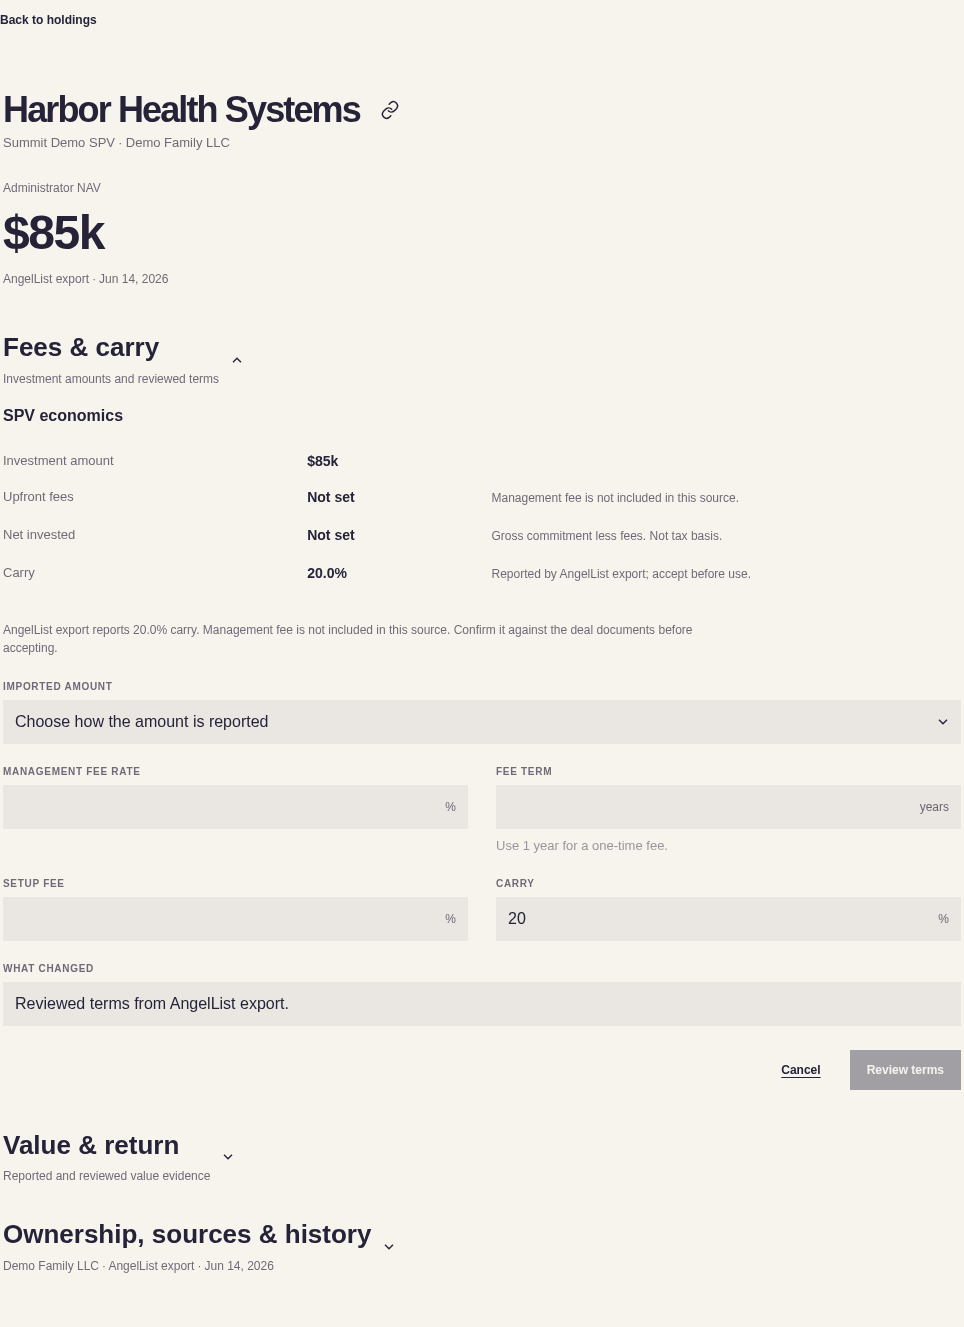 Back to holdings
Harbor Health Systems
Summit Demo SPV · Demo Family LLC
Administrator NAV
$85k
AngelList export · Jun 14, 2026
Fees & carry
Investment amounts and reviewed terms
SPV economics
Investment amount $85k
Upfront fees Not set Management fee is not included in this source.
Net invested Not set Gross commitment less fees. Not tax basis.
Carry 20.0% Reported by AngelList export; accept before use.
AngelList export reports 20.0% carry. Management fee is not included in this source. Confirm it against the deal documents before
accepting.
IMPORTED AMOUNT
Choose how the amount is reported
MANAGEMENT FEE RATE FEE TERM
% years
Use 1 year for a one-time fee.
SETUP FEE CARRY
% 20 %
WHAT CHANGED
Reviewed terms from AngelList export.
Cancel Review terms
Value & return
Reported and reviewed value evidence
Ownership, sources & history
Demo Family LLC · AngelList export · Jun 14, 2026